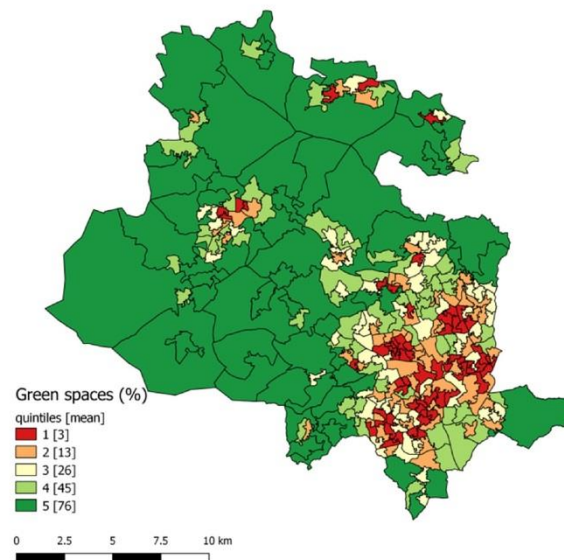 Green spaces (%)
quintiles [mean]
1 [3]
2 [13]
3 [26]
4 [45]
5 [76]
0 2.5 5 7.5 10 km